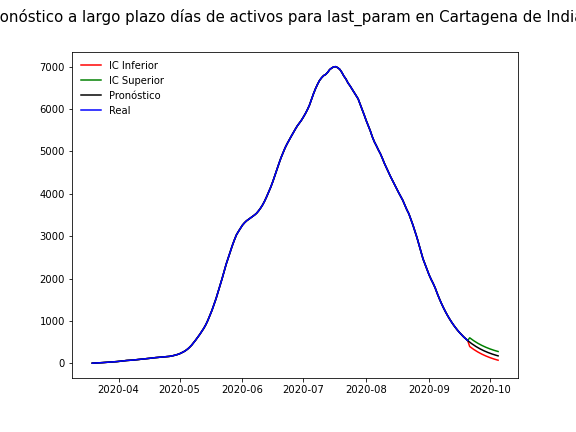 onóstico a largo plazo días de activos para last_param en Cartagena de Indi
IC Inferior
IC Superior
Pronóstico
Real
7000
6000
5000
4000
3000
2000
1000
0
2020-04 2020-05 2020-06 2020-07 2020-08 2020-09 2020-10